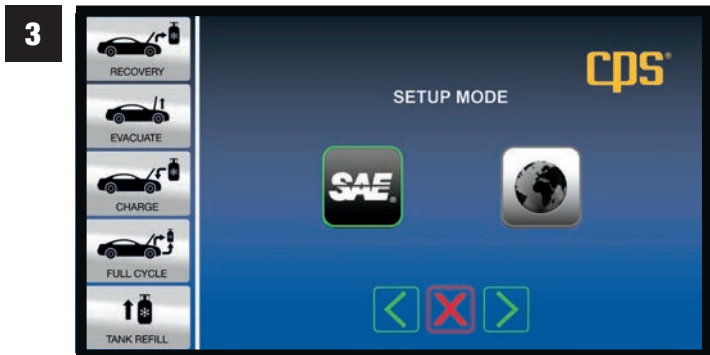 3
RECOVERY
EVACUATE
CHARGE
FULL CYCLE
TANK REFILL
cps®
SETUP MODE
SAE®